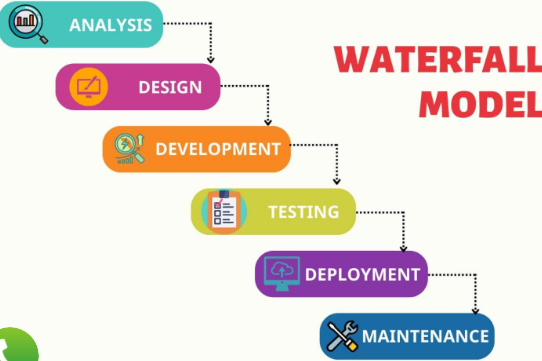 ANALYSIS
WATERFALL
MODEL
DESIGN
DEVELOPMENT
TESTING
DEPLOYMENT
MAINTENANCE